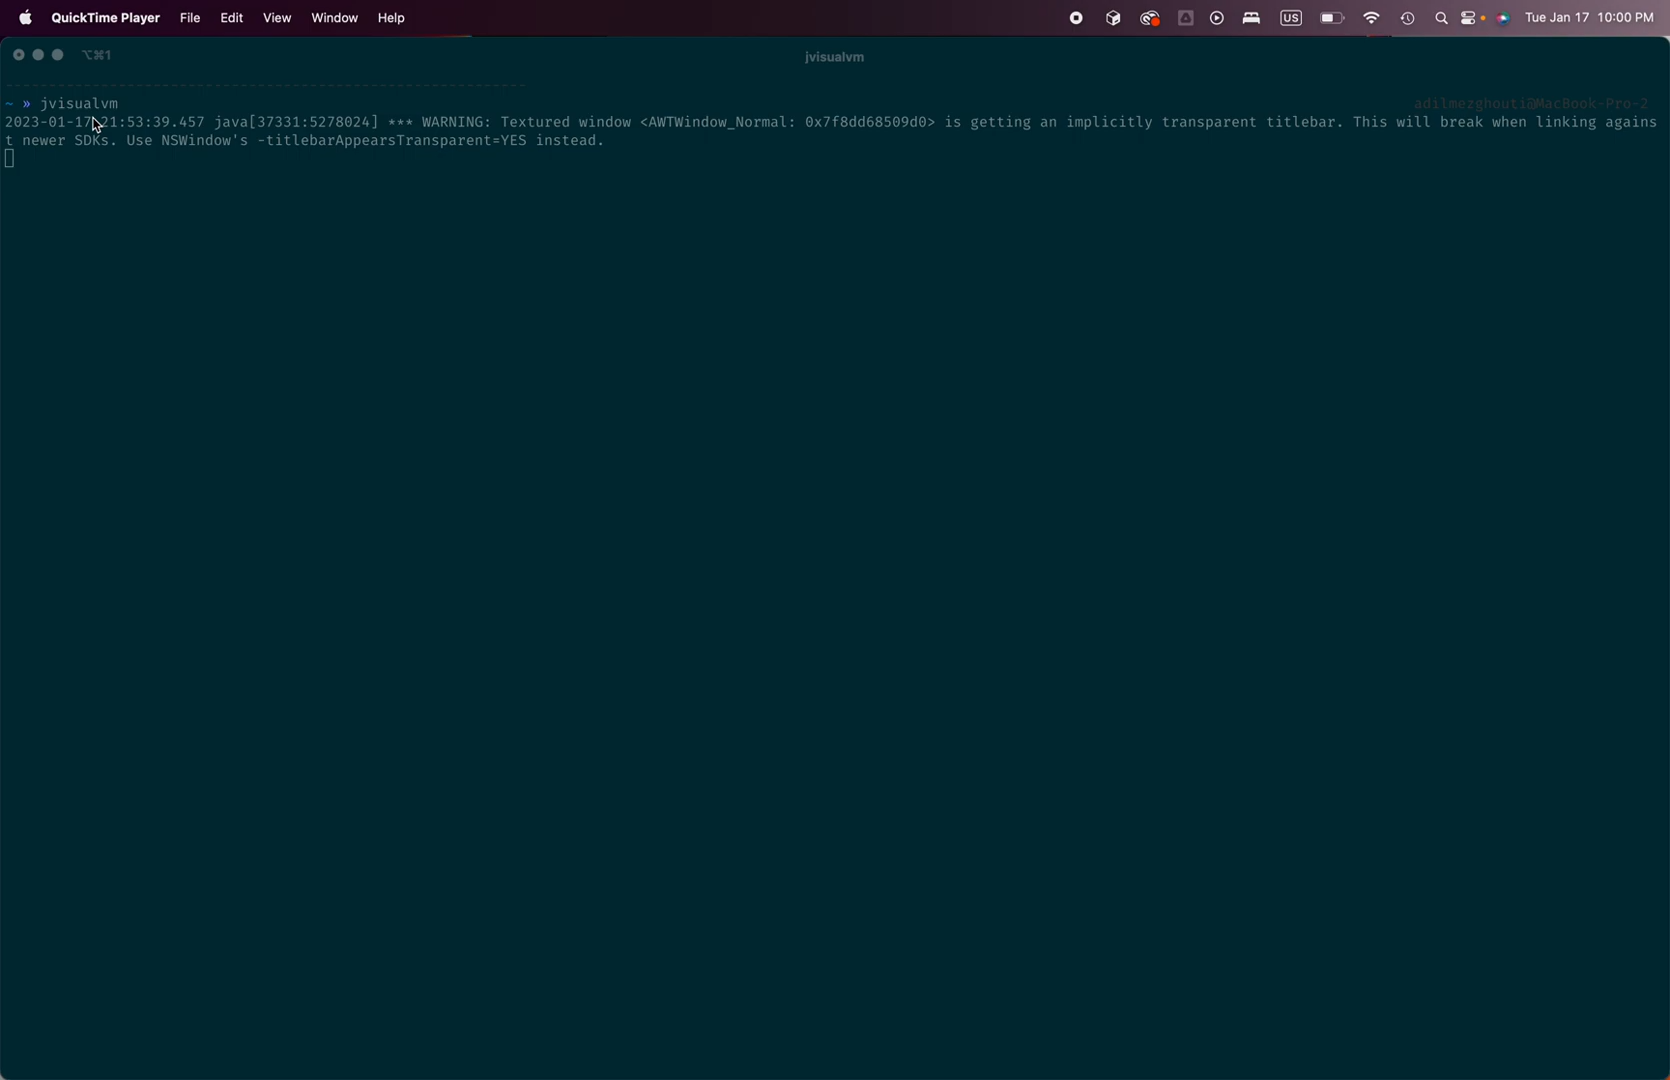 QuickTime Player File Edit View Window Help US Tue Jan 17 10:00 PM
⌥⌘1 jvisualvm
~ » jvisualvm adilmezghouti@MacBook-Pro-2
2023-01-17 21:53:39.457 java[37331:5278024] *** WARNING: Textured window <AWTWindow_Normal: 0x7f8dd68509d0> is getting an implicitly transparent titlebar. This will break when linking agains
t newer SDKs. Use NSWindow's -titlebarAppearsTransparent=YES instead.